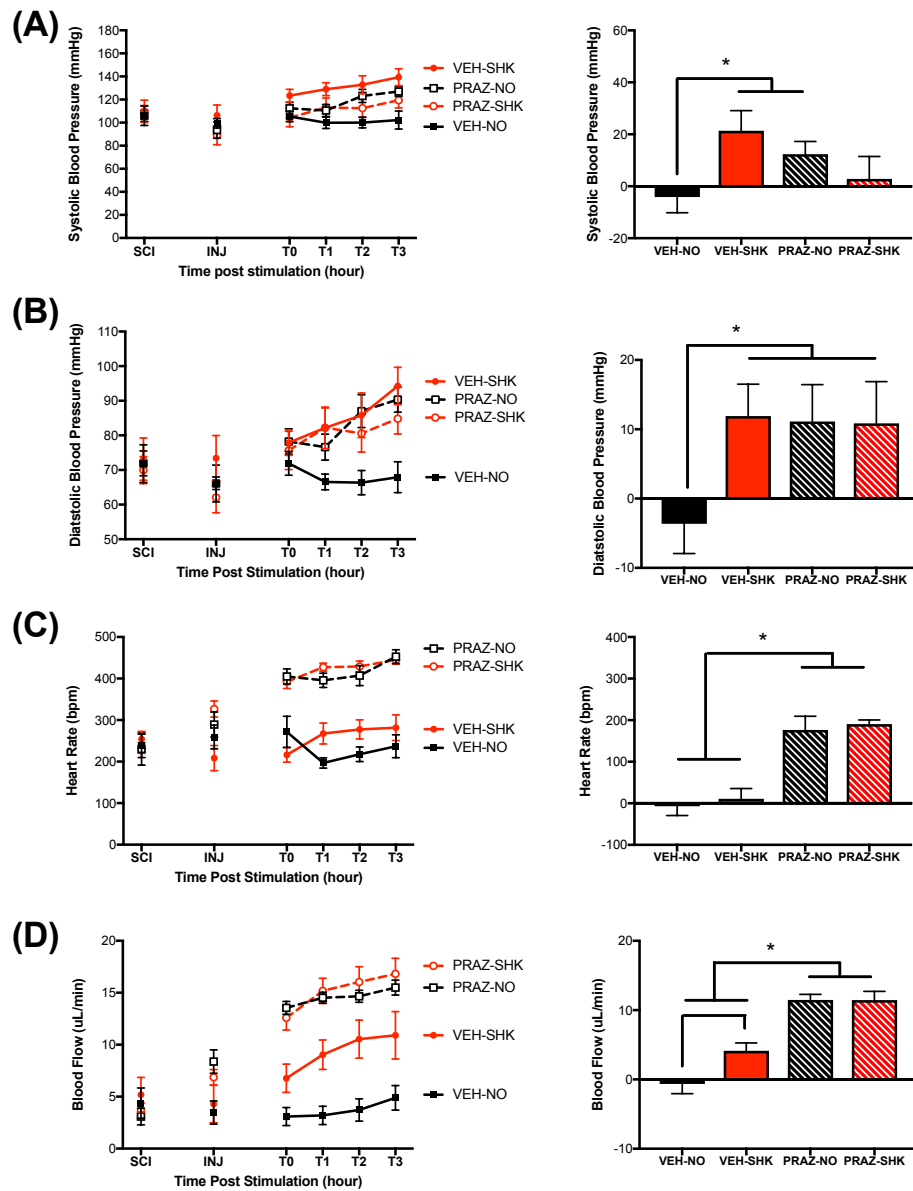 (A)
Systolic Blood Pressure (mmHg)
180
160
140
120
100
80
60
40
20
0
SCI INJ T0 T1 T2 T3
Time post stimulation (hour)
VEH-SHK
PRAZ-NO
PRAZ-SHK
VEH-NO
Systolic Blood Pressure (mmHg)
60
40
20
0
-20
*
VEH-NO VEH-SHK PRAZ-NO PRAZ-SHK
(B)
Diatstolic Blood Pressure (mmHg)
110
100
90
80
70
60
50
SCI INJ T0 T1 T2 T3
Time Post Stimulation (hour)
VEH-SHK
PRAZ-NO
PRAZ-SHK
VEH-NO
Diatstolic Blood Pressure (mmHg)
20
10
0
-10
*
VEH-NO VEH-SHK PRAZ-NO PRAZ-SHK
(C)
Heart Rate (bpm)
500
400
300
200
100
0
SCI INJ T0 T1 T2 T3
Time Post Stimulation (hour)
PRAZ-NO
PRAZ-SHK
VEH-SHK
VEH-NO
Heart Rate (bpm)
400
300
200
100
0
-100
*
VEH-NO VEH-SHK PRAZ-NO PRAZ-SHK
(D)
Blood Flow (uL/min)
20
15
10
5
0
SCI INJ T0 T1 T2 T3
Time Post Stimulation (hour)
PRAZ-SHK
PRAZ-NO
VEH-SHK
VEH-NO
Blood Flow (uL/min)
20
10
0
-10
*
VEH-NO VEH-SHK PRAZ-NO PRAZ-SHK